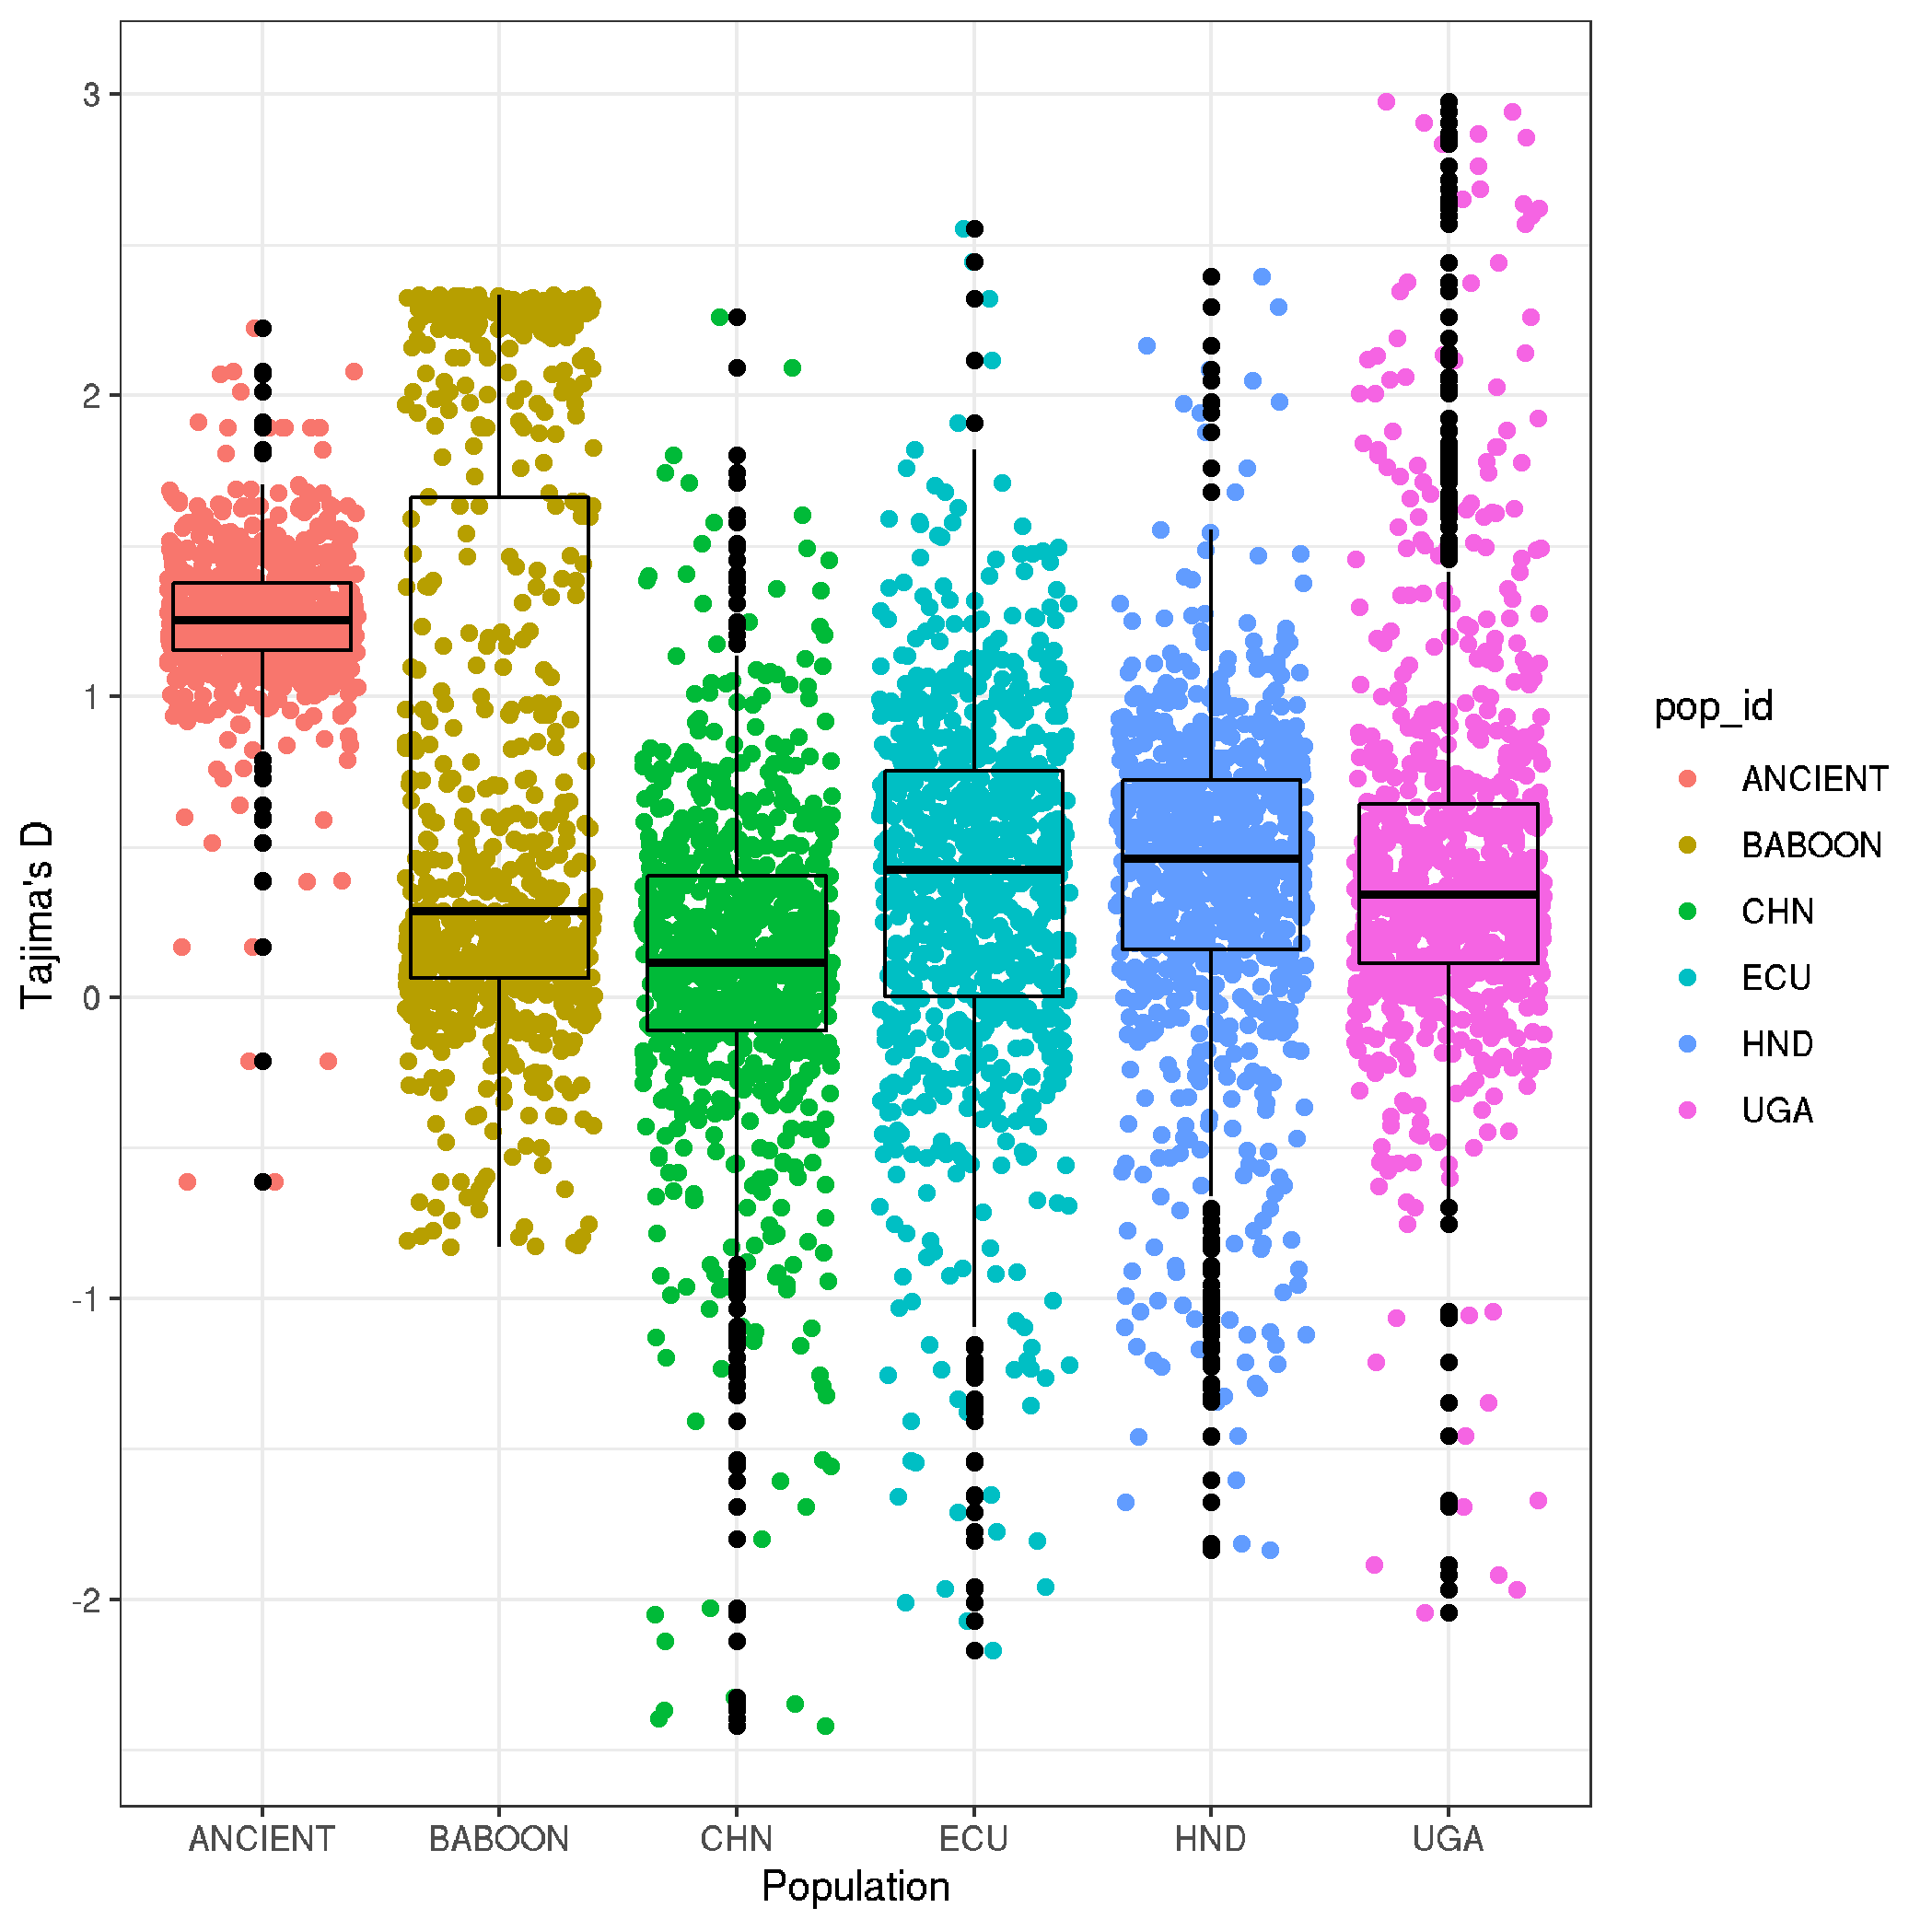 3
2
1
0
-1
-2
Tajima's D
ANCIENT BABOON CHN ECU HND UGA
Population
pop_id
ANCIENT
BABOON
CHN
ECU
HND
UGA